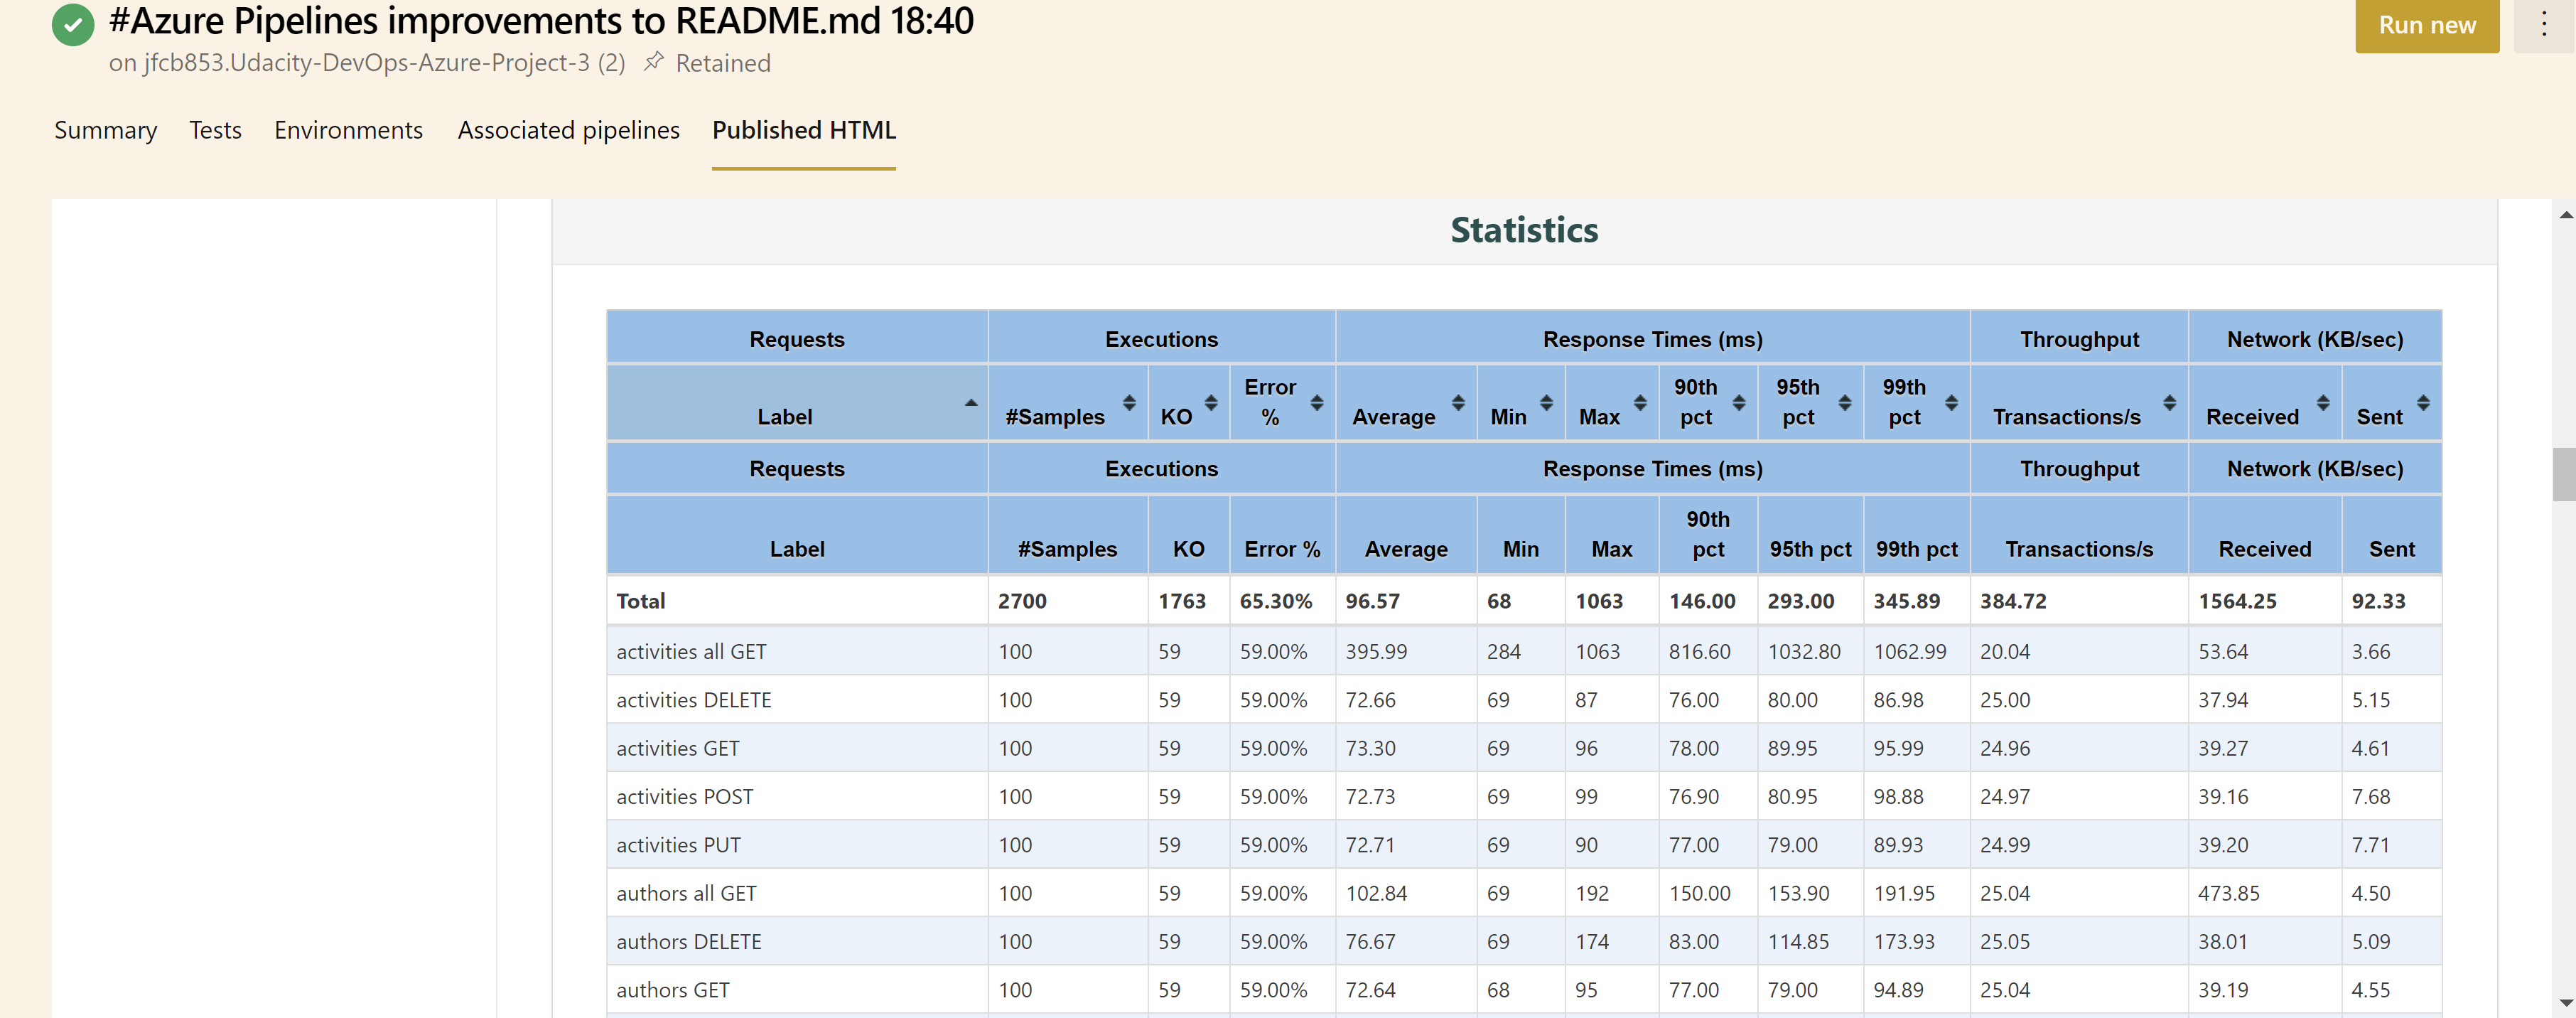 #Azure Pipelines improvements to README.md 18:40
Run new
on jfcb853.Udacity-DevOps-Azure-Project-3 (2) Retained
Summary Tests Environments Associated pipelines Published HTML
Statistics
Requests Executions Response Times (ms) Throughput Network (KB/sec)
Label #Samples KO Error % Average Min Max 90th pct 95th pct 99th pct Transactions/s Received Sent
Requests Executions Response Times (ms) Throughput Network (KB/sec)
Label #Samples KO Error % Average Min Max 90th pct 95th pct 99th pct Transactions/s Received Sent
Total 2700 1763 65.30% 96.57 68 1063 146.00 293.00 345.89 384.72 1564.25 92.33
activities all GET 100 59 59.00% 395.99 284 1063 816.60 1032.80 1062.99 20.04 53.64 3.66
activities DELETE 100 59 59.00% 72.66 69 87 76.00 80.00 86.98 25.00 37.94 5.15
activities GET 100 59 59.00% 73.30 69 96 78.00 89.95 95.99 24.96 39.27 4.61
activities POST 100 59 59.00% 72.73 69 99 76.90 80.95 98.88 24.97 39.16 7.68
activities PUT 100 59 59.00% 72.71 69 90 77.00 79.00 89.93 24.99 39.20 7.71
authors all GET 100 59 59.00% 102.84 69 192 150.00 153.90 191.95 25.04 473.85 4.50
authors DELETE 100 59 59.00% 76.67 69 174 83.00 114.85 173.93 25.05 38.01 5.09
authors GET 100 59 59.00% 72.64 68 95 77.00 79.00 94.89 25.04 39.19 4.55